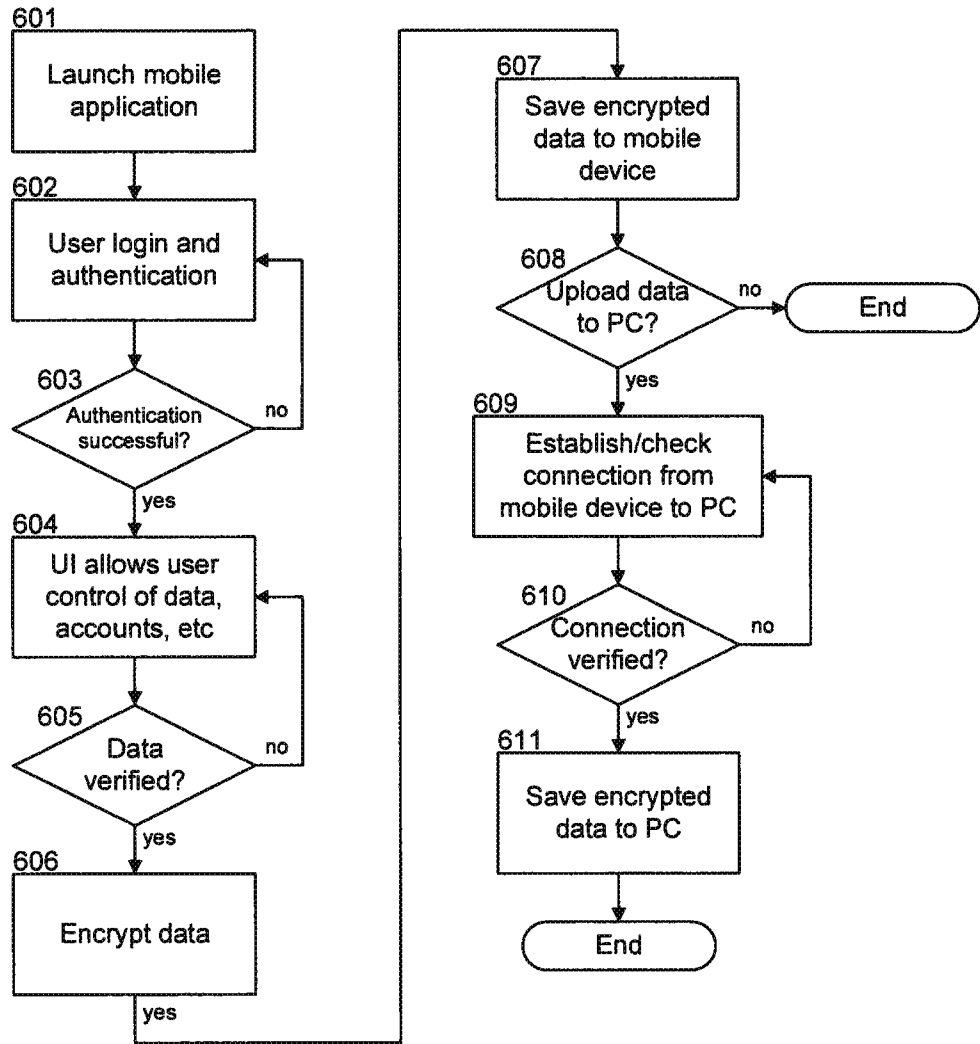 601
Launch mobile
application
602
User login and
authentication
603
Authentication
successful?
no
yes
604
UI allows user
control of data,
accounts, etc
605
Data
verified?
no
yes
606
Encrypt data
yes
607
Save encrypted
data to mobile
device
608
Upload data
to PC?
no
End
yes
609
Establish/check
connection from
mobile device to PC
610
Connection
verified?
no
yes
611
Save encrypted
data to PC
End